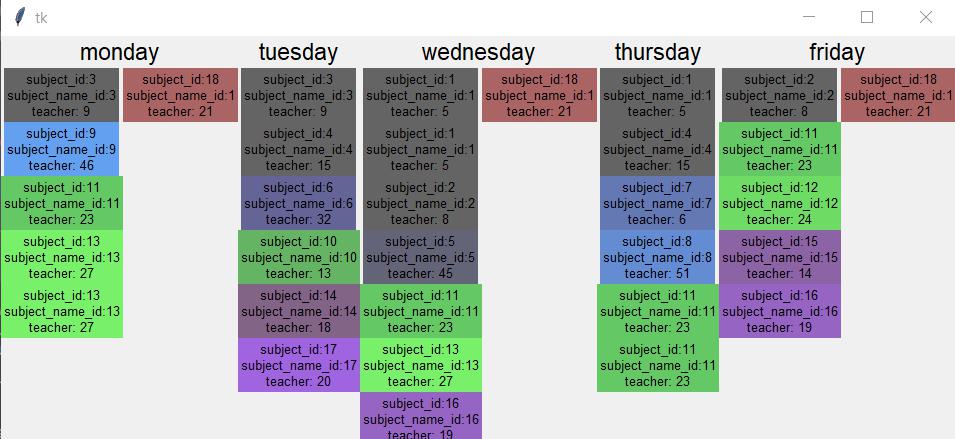 tk
monday
tuesday
wednesday
thursday
friday
subject_id:3
subject_name_id:3
teacher: 9
subject_id:18
subject_name_id:1
teacher: 21
subject_id:3
subject_name_id:3
teacher: 9
subject_id:1
subject_name_id:1
teacher: 5
subject_id:18
subject_name_id:1
teacher: 21
subject_id:1
subject_name_id:1
teacher: 5
subject_id:2
subject_name_id:2
teacher: 8
subject_id:18
subject_name_id:1
teacher: 21
subject_id:9
subject_name_id:9
teacher: 46
subject_id:4
subject_name_id:4
teacher: 15
subject_id:1
subject_name_id:1
teacher: 5
subject_id:4
subject_name_id:4
teacher: 15
subject_id:11
subject_name_id:11
teacher: 23
subject_id:11
subject_name_id:11
teacher: 23
subject_id:6
subject_name_id:6
teacher: 32
subject_id:2
subject_name_id:2
teacher: 8
subject_id:7
subject_name_id:7
teacher: 6
subject_id:12
subject_name_id:12
teacher: 24
subject_id:13
subject_name_id:13
teacher: 27
subject_id:10
subject_name_id:10
teacher: 13
subject_id:5
subject_name_id:5
teacher: 45
subject_id:8
subject_name_id:8
teacher: 51
subject_id:15
subject_name_id:15
teacher: 14
subject_id:13
subject_name_id:13
teacher: 27
subject_id:14
subject_name_id:14
teacher: 18
subject_id:11
subject_name_id:11
teacher: 23
subject_id:11
subject_name_id:11
teacher: 23
subject_id:16
subject_name_id:16
teacher: 19
subject_id:17
subject_name_id:17
teacher: 20
subject_id:13
subject_name_id:13
teacher: 27
subject_id:11
subject_name_id:11
teacher: 23
subject_id:16
subject_name_id:16
teacher: 19